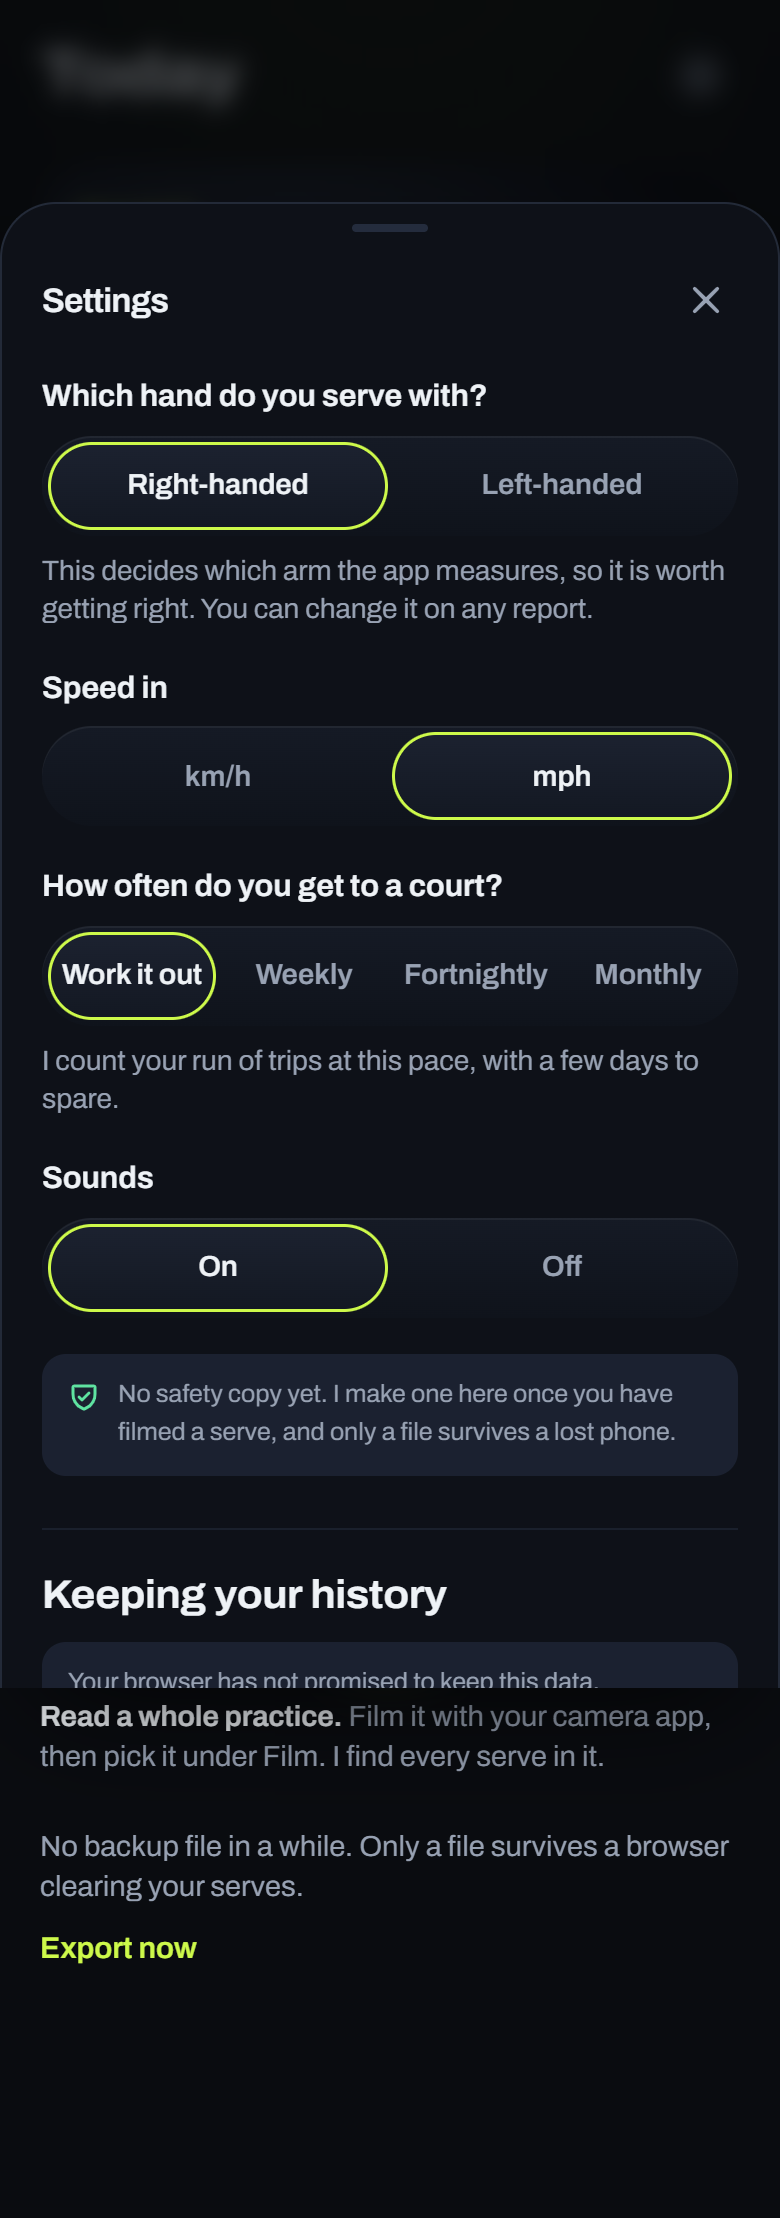 Today
Settings
Which hand do you serve with?
Right-handed
Left-handed
This decides which arm the app measures, so it is worth
getting right. You can change it on any report.
Speed in
km/h
mph
How often do you get to a court?
Work it out
Weekly
Fortnightly
Monthly
I count your run of trips at this pace, with a few days to
spare.
Sounds
On
Off
No safety copy yet. I make one here once you have
filmed a serve, and only a file survives a lost phone.
Keeping your history
Your browser has not promised to keep this data.
Read a whole practice. Film it with your camera app,
then pick it under Film. I find every serve in it.
No backup file in a while. Only a file survives a browser
clearing your serves.
Export now